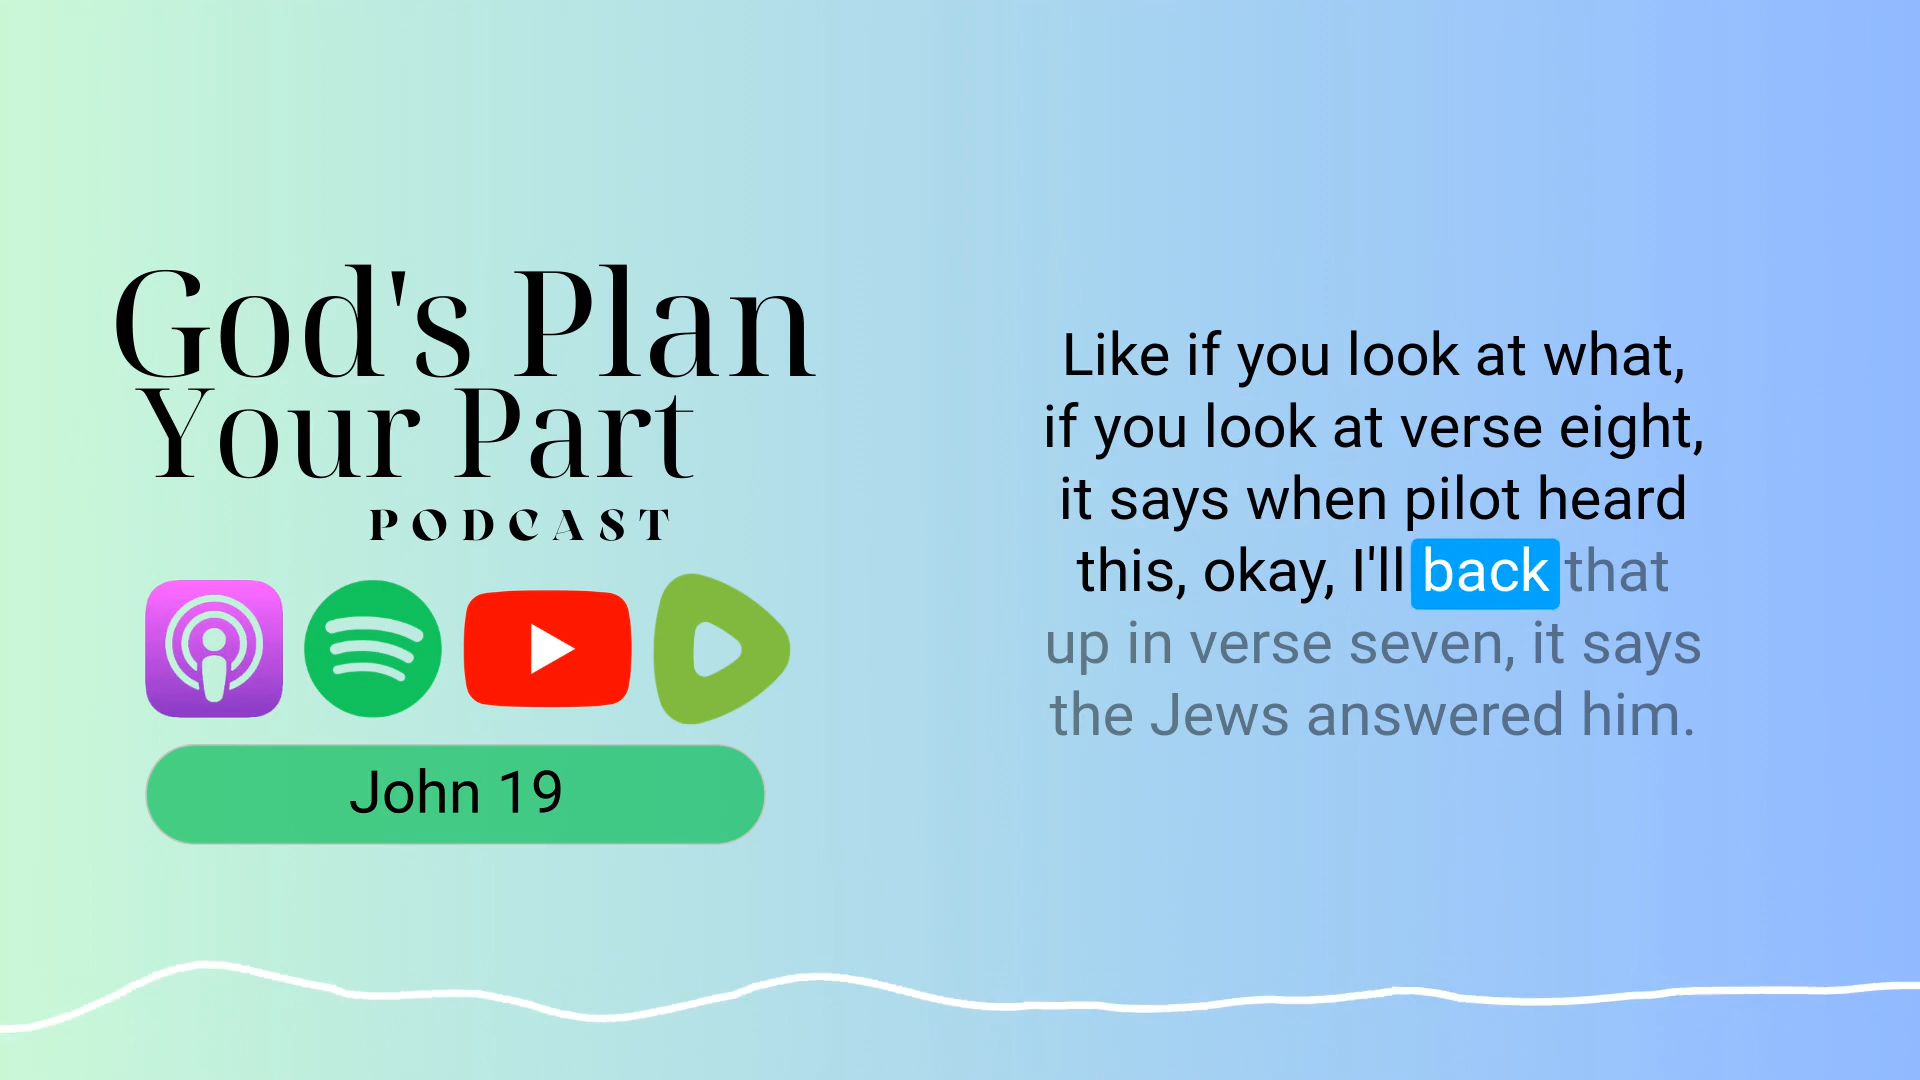 God's Plan
Your Part
PODCAST
John 19
Like if you look at what,
if you look at verse eight,
it says when pilot heard
this, okay, I'll back that
up in verse seven, it says
the Jews answered him.